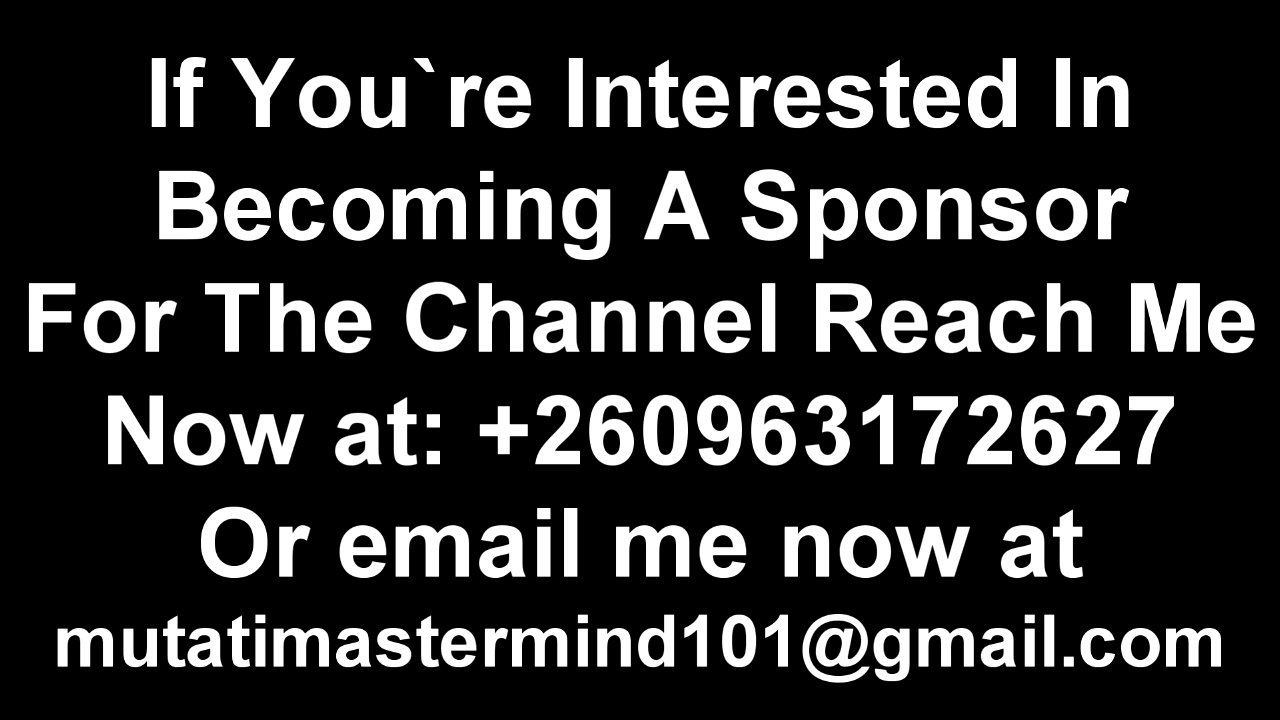 If You`re Interested In
Becoming A Sponsor
For The Channel Reach Me
Now at: +260963172627
Or email me now at
mutatimastermind101@gmail.com